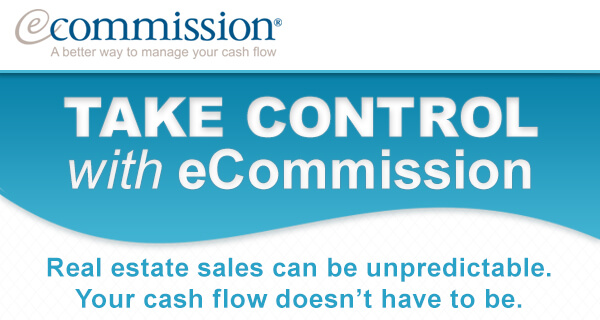 ecommission®
A better way to manage your cash flow
TAKE CONTROL
with eCommission
Real estate sales can be unpredictable.
Your cash flow doesn't have to be.